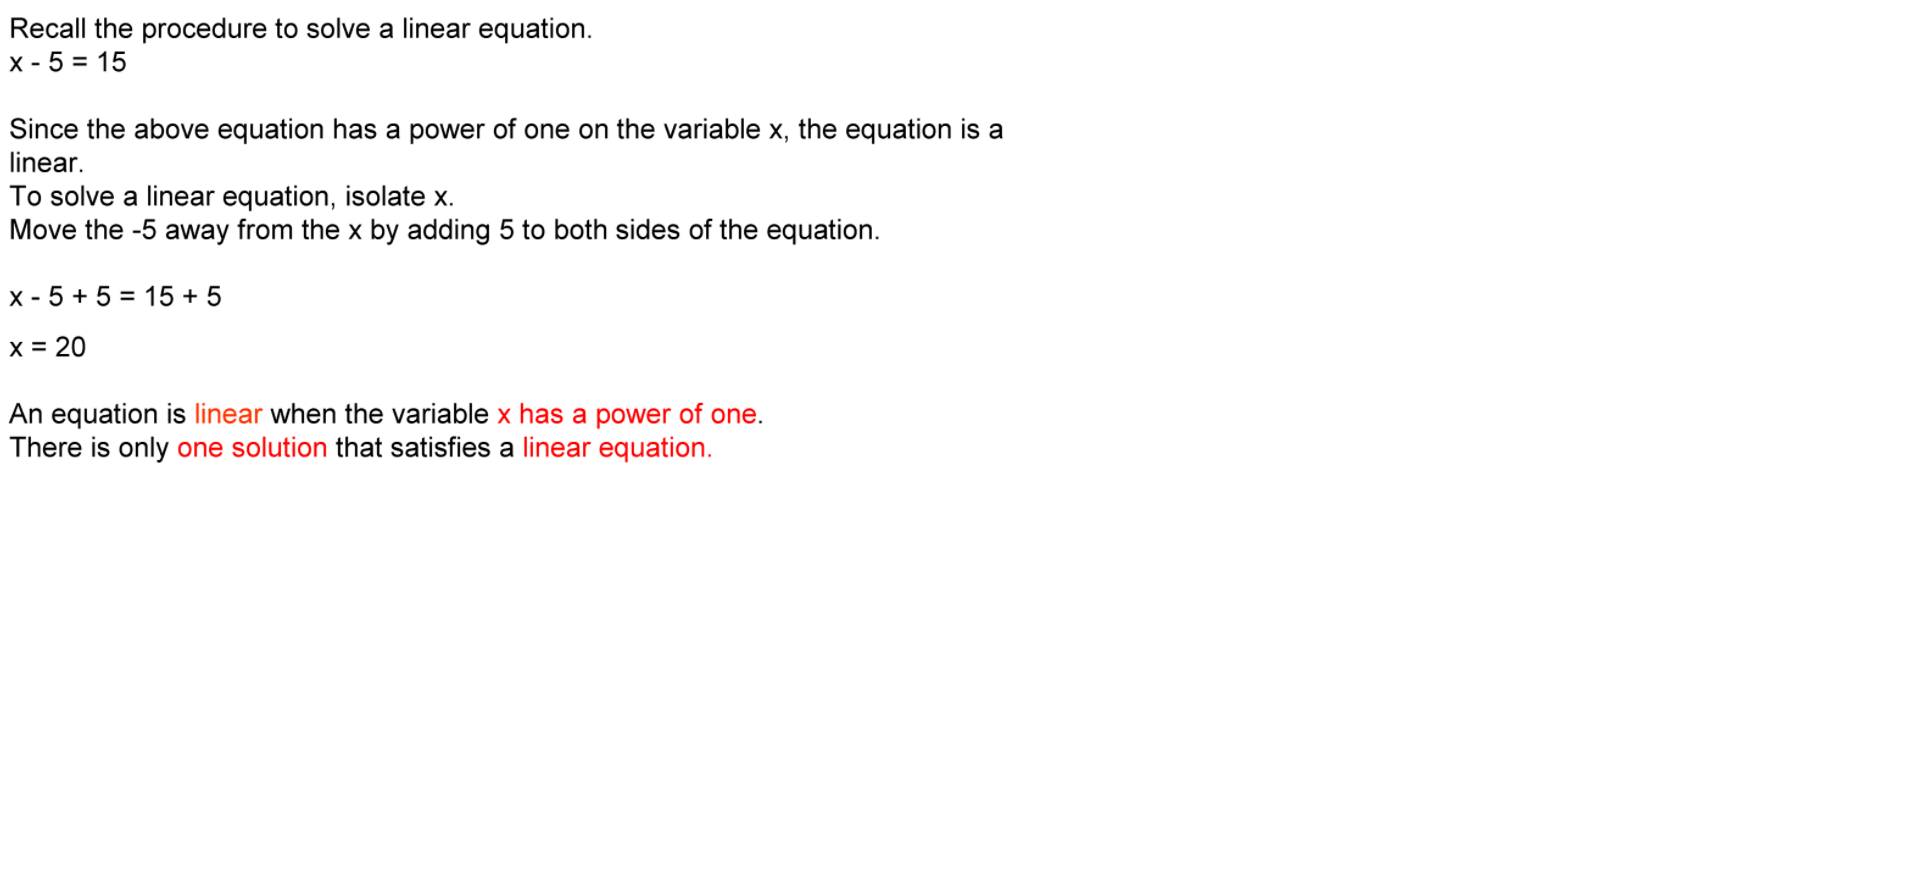 Recall the procedure to solve a linear equation.
x - 5 = 15
Since the above equation has a power of one on the variable x, the equation is a
linear.
To solve a linear equation, isolate x.
Move the -5 away from the x by adding 5 to both sides of the equation.
x - 5 + 5 = 15 + 5
x = 20
An equation is linear when the variable x has a power of one.
There is only one solution that satisfies a linear equation.